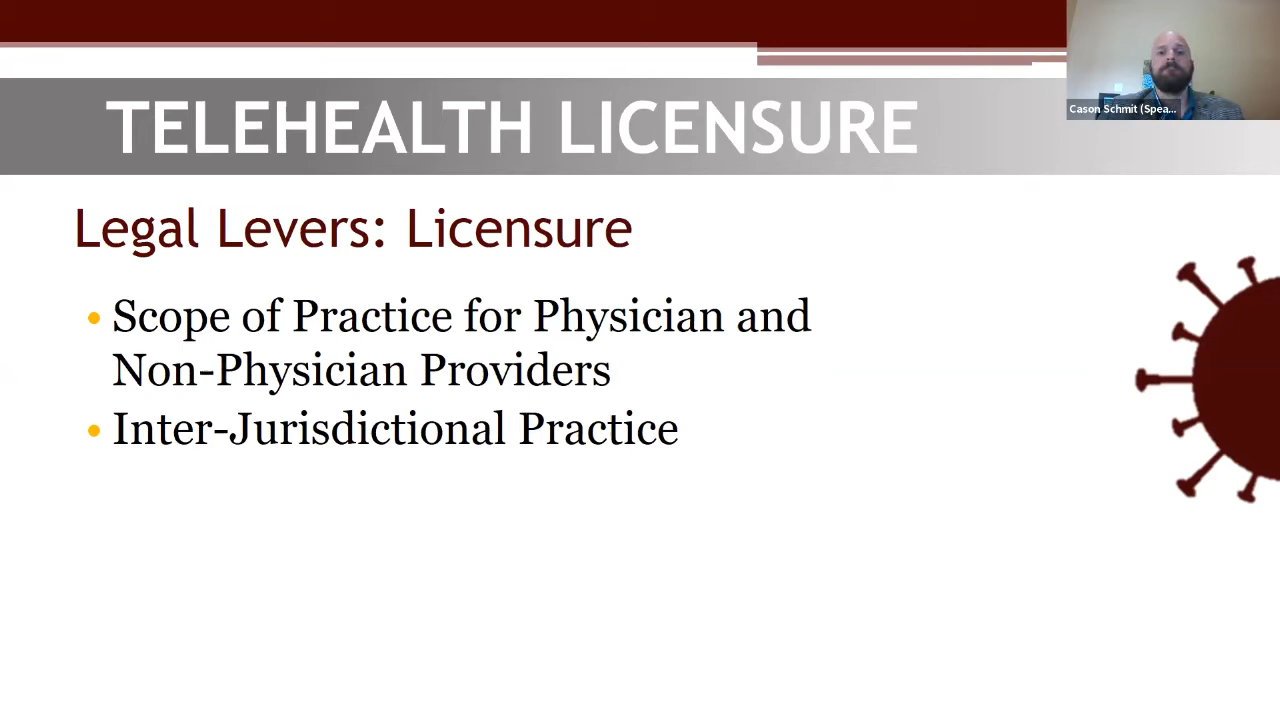 TELEHEALTH LICENSURE
Cason Schmit (Spea...
Legal Levers: Licensure
• Scope of Practice for Physician and
Non-Physician Providers
• Inter-Jurisdictional Practice